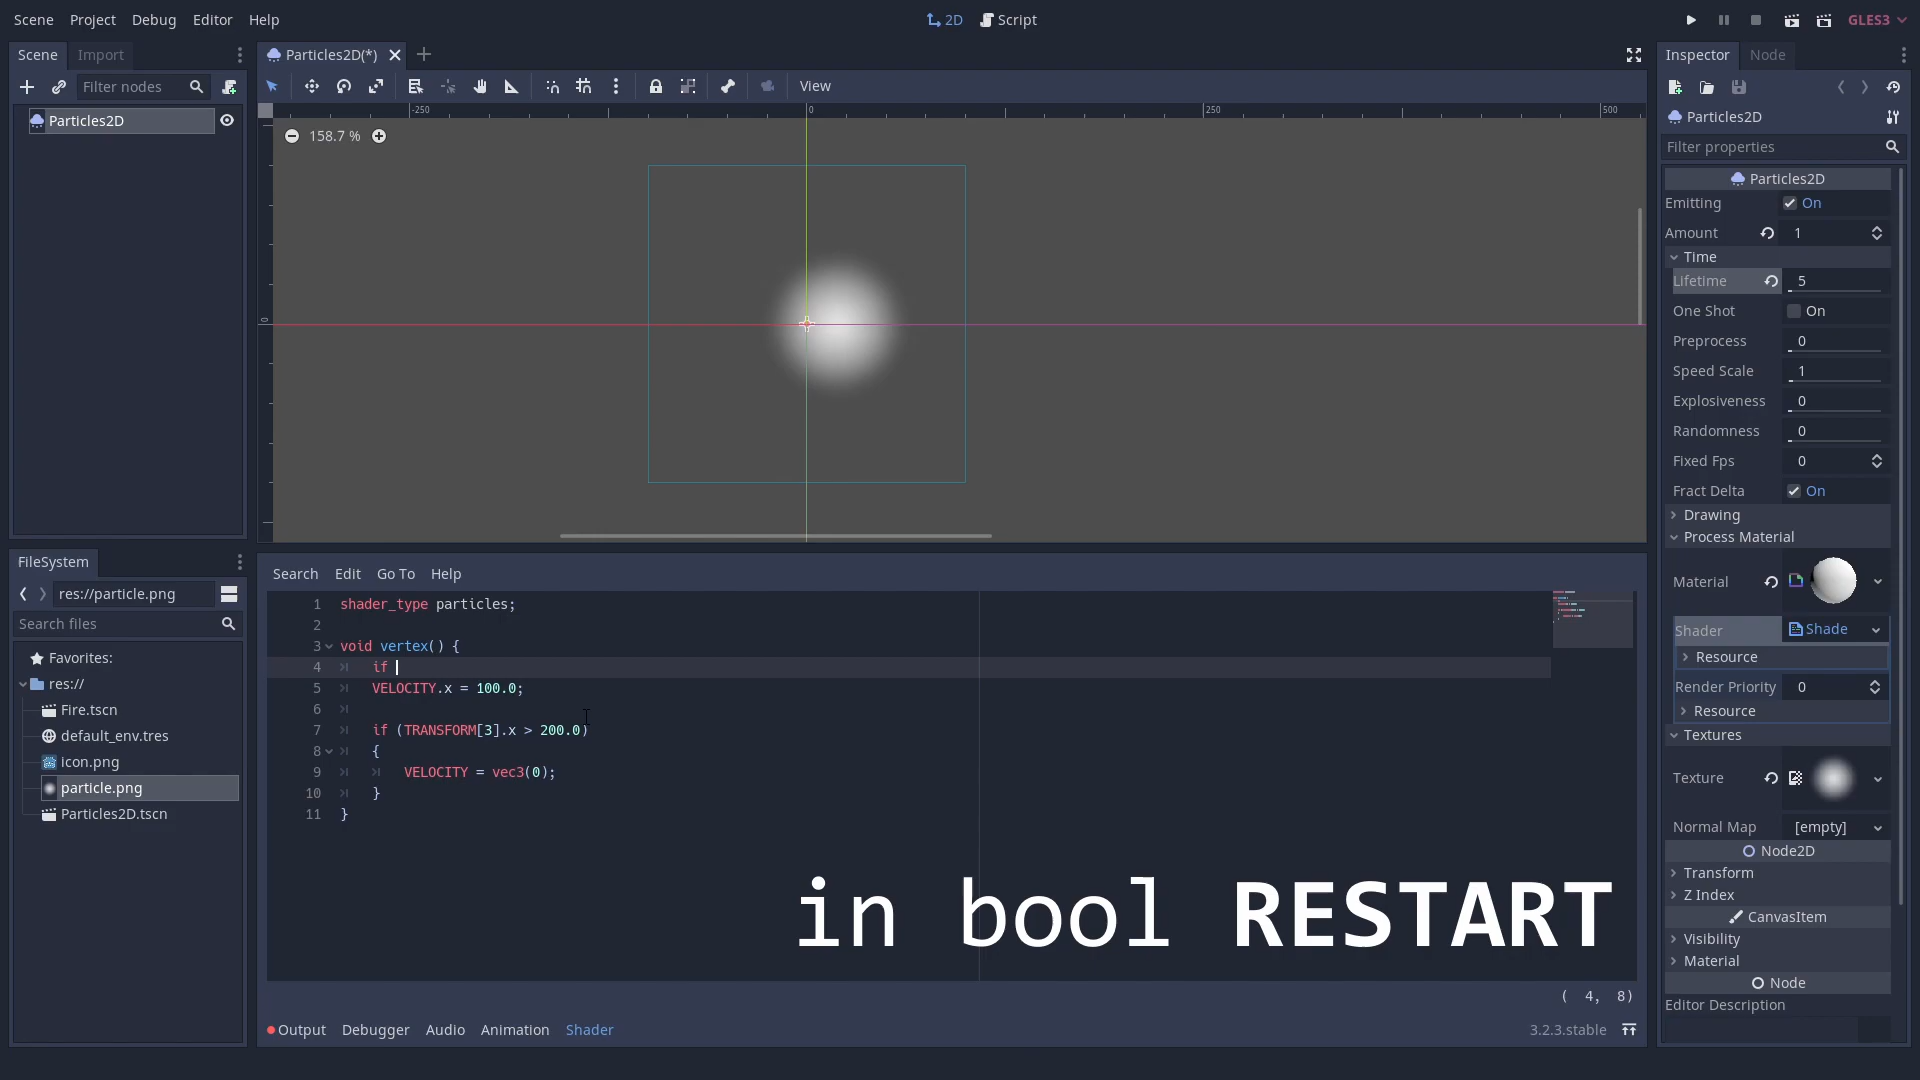 Scene Project Debug Editor Help
2D Script
GLES3
Scene Import
Particles2D(*)
Inspector Node
Filter nodes
View
Particles2D
-250 0 250 500
158.7 %
0
Particles2D
Filter properties
Particles2D
Emitting On
Amount 1
Time
Lifetime 5
One Shot On
Preprocess 0
Speed Scale 1
Explosiveness 0
Randomness 0
Fixed Fps 0
Fract Delta On
Drawing
Process Material
Material
Shader Shade
Resource
Render Priority 0
Resource
Textures
Texture
Normal Map [empty]
Node2D
Transform
Z Index
CanvasItem
Visibility
Material
Node
Editor Description
FileSystem
res://particle.png
Search files
Favorites:
res://
Fire.tscn
default_env.tres
icon.png
particle.png
Particles2D.tscn
Search Edit Go To Help
1 shader_type particles;
2
3 void vertex() {
4 if
5 VELOCITY.x = 100.0;
6
7 if (TRANSFORM[3].x > 200.0)
8 {
9 VELOCITY = vec3(0);
10 }
11 }
in bool RESTART
( 4, 8)
Output Debugger Audio Animation Shader
3.2.3.stable